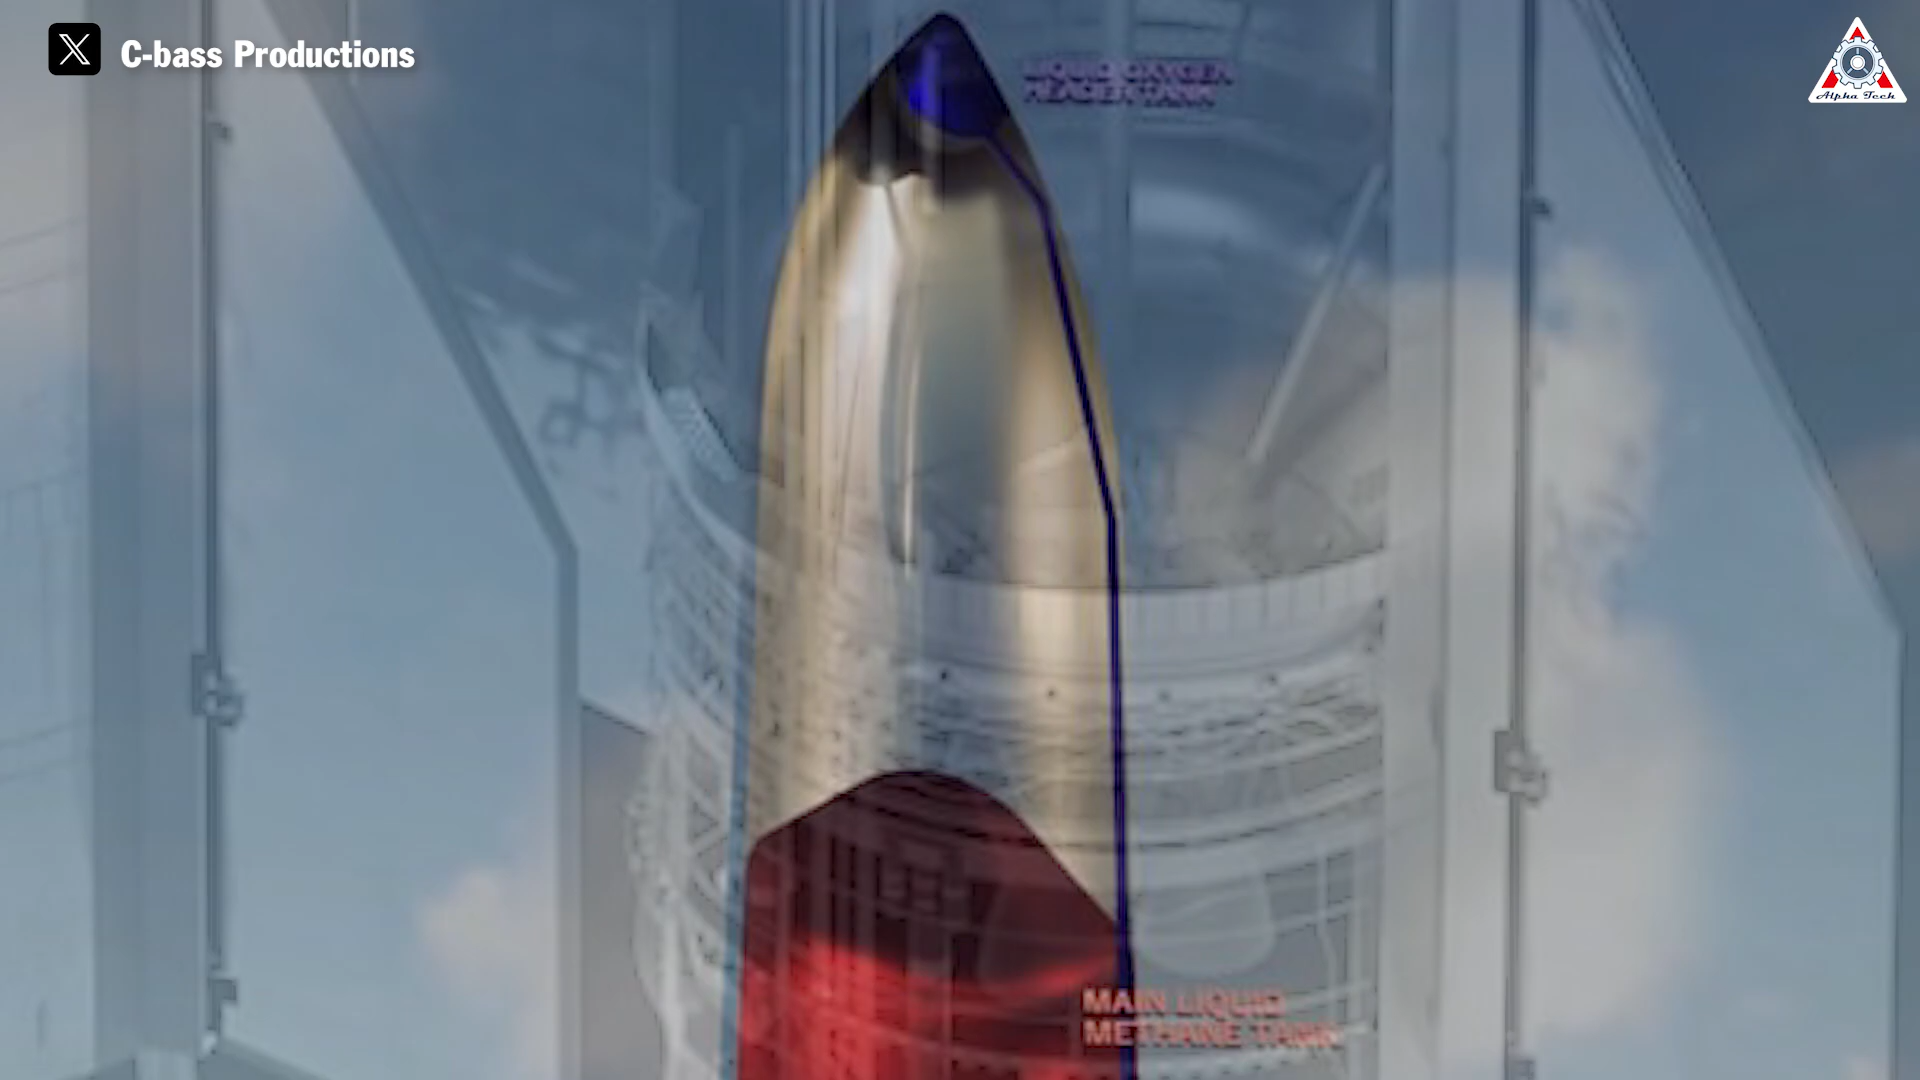 C-bass Productions
LIQUID OXYGEN
HEADER TANK
Alpha Tech
MAIN LIQUID
METHANE TANK